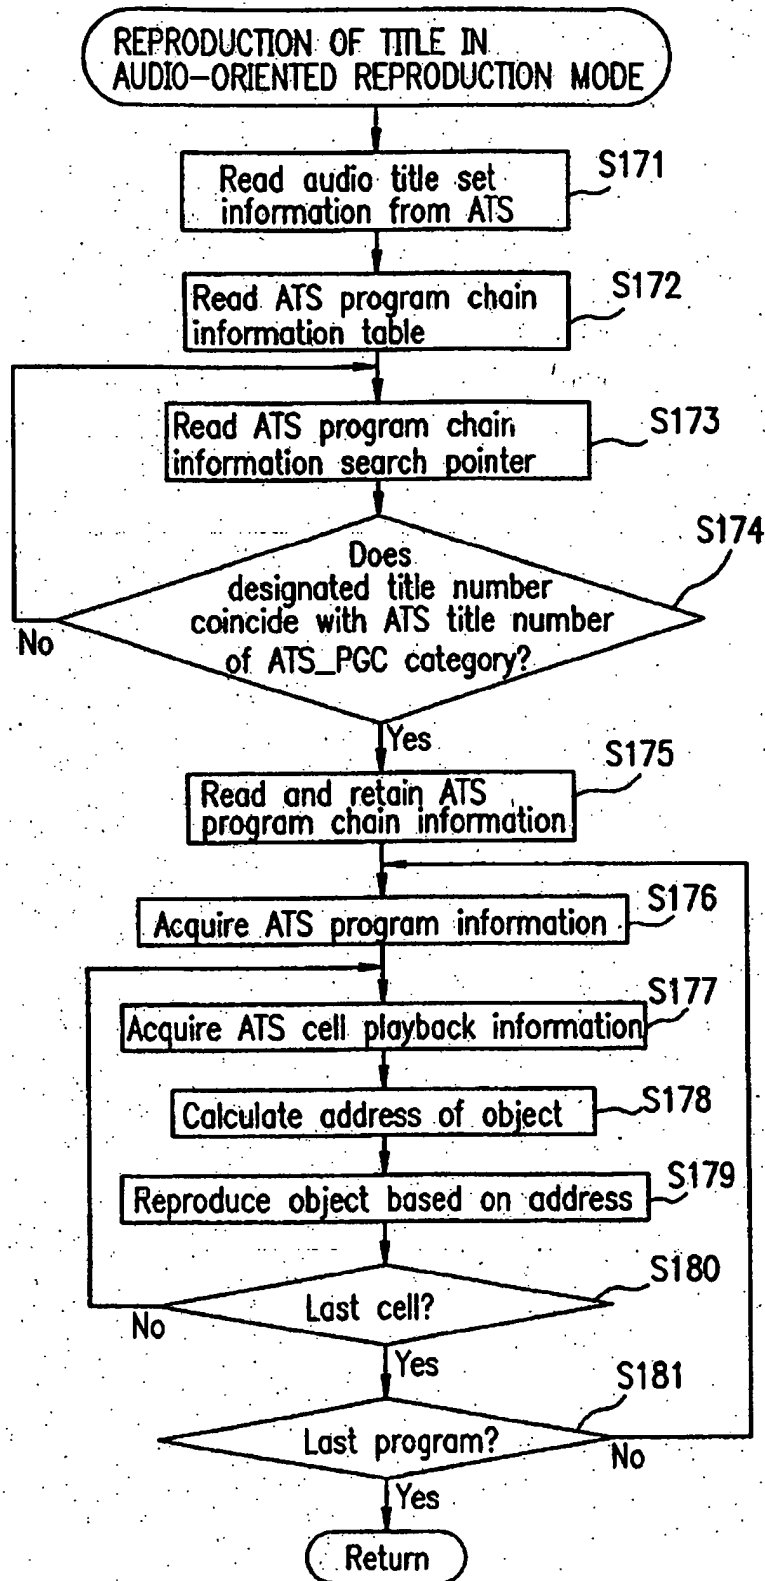 REPRODUCTION OF TITLE IN
AUDIO-ORIENTED REPRODUCTION MODE
S171
Read audio title set
information from ATS
S172
Read ATS program chain
information table
S173
Read ATS program chain
information search pointer
S174
Does
designated title number
coincide with ATS title number
of ATS_PGC category?
No
Yes
S175
Read and retain ATS
program chain information
S176
Acquire ATS program information
S177
Acquire ATS cell playback information
S178
Calculate address of object
S179
Reproduce object based on address
S180
Last cell?
No
Yes
S181
Last program?
No
Yes
Return